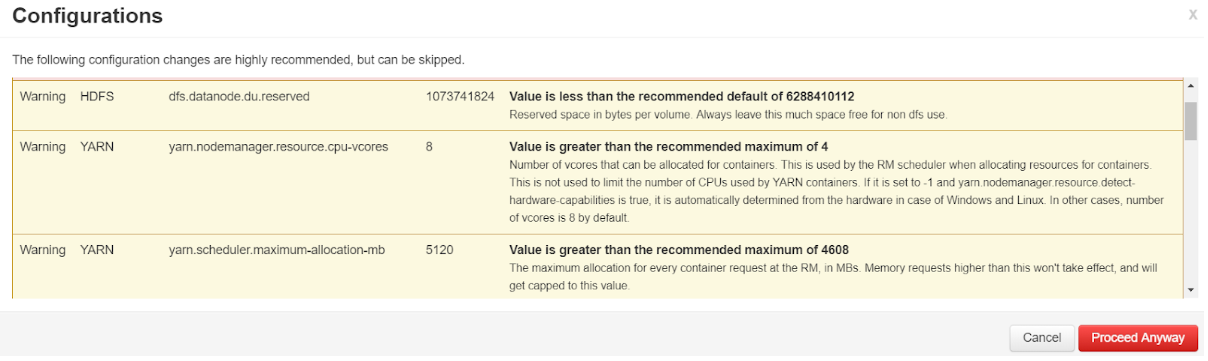 Configurations
X
The following configuration changes are highly recommended, but can be skipped.
Warning HDFS dfs.datanode.du.reserved 1073741824 Value is less than the recommended default of 6288410112
Reserved space in bytes per volume. Always leave this much space free for non dfs use.
Warning YARN yarn.nodemanager.resource.cpu-vcores 8 Value is greater than the recommended maximum of 4
Number of vcores that can be allocated for containers. This is used by the RM scheduler when allocating resources for containers.
This is not used to limit the number of CPUs used by YARN containers. If it is set to -1 and yarn.nodemanager.resource.detect-
hardware-capabilities is true, it is automatically determined from the hardware in case of Windows and Linux. In other cases, number
of vcores is 8 by default.
Warning YARN yarn.scheduler.maximum-allocation-mb 5120 Value is greater than the recommended maximum of 4608
The maximum allocation for every container request at the RM, in MBs. Memory requests higher than this won't take effect, and will
get capped to this value.
Cancel Proceed Anyway